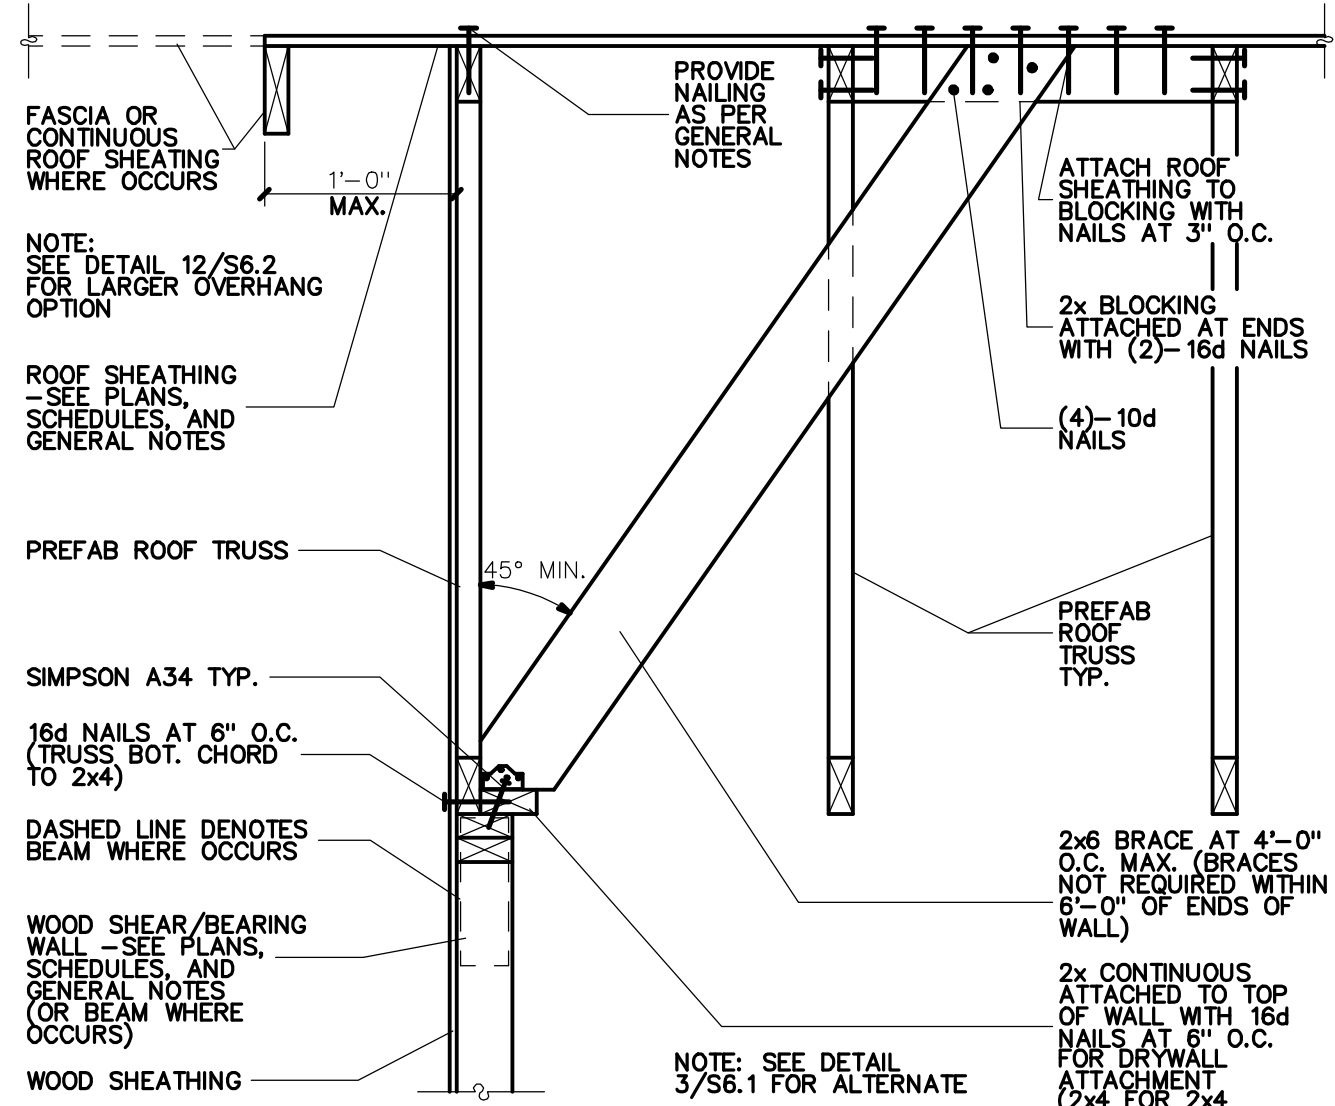 FASCIA OR
CONTINUOUS
ROOF SHEATING
WHERE OCCURS
1'-0"
MAX.
NOTE:
SEE DETAIL 12/S6.2
FOR LARGER OVERHANG
OPTION
ROOF SHEATHING
-SEE PLANS,
SCHEDULES, AND
GENERAL NOTES
PREFAB ROOF TRUSS
SIMPSON A34 TYP.
16d NAILS AT 6" O.C.
(TRUSS BOT. CHORD
TO 2x4)
DASHED LINE DENOTES
BEAM WHERE OCCURS
WOOD SHEAR/BEARING
WALL -SEE PLANS,
SCHEDULES, AND
GENERAL NOTES
(OR BEAM WHERE
OCCURS)
WOOD SHEATHING
PROVIDE
NAILING
AS PER
GENERAL
NOTES
45° MIN.
NOTE: SEE DETAIL
3/S6.1 FOR ALTERNATE
ATTACH ROOF
SHEATHING TO
BLOCKING WITH
NAILS AT 3" O.C.
2x BLOCKING
ATTACHED AT ENDS
WITH (2)-16d NAILS
(4)-10d
NAILS
PREFAB
ROOF
TRUSS
TYP.
2x6 BRACE AT 4'-0"
O.C. MAX. (BRACES
NOT REQUIRED WITHIN
6'-0" OF ENDS OF
WALL)
2x CONTINUOUS
ATTACHED TO TOP
OF WALL WITH 16d
NAILS AT 6" O.C.
FOR DRYWALL
ATTACHMENT
(2x4 FOR 2x4